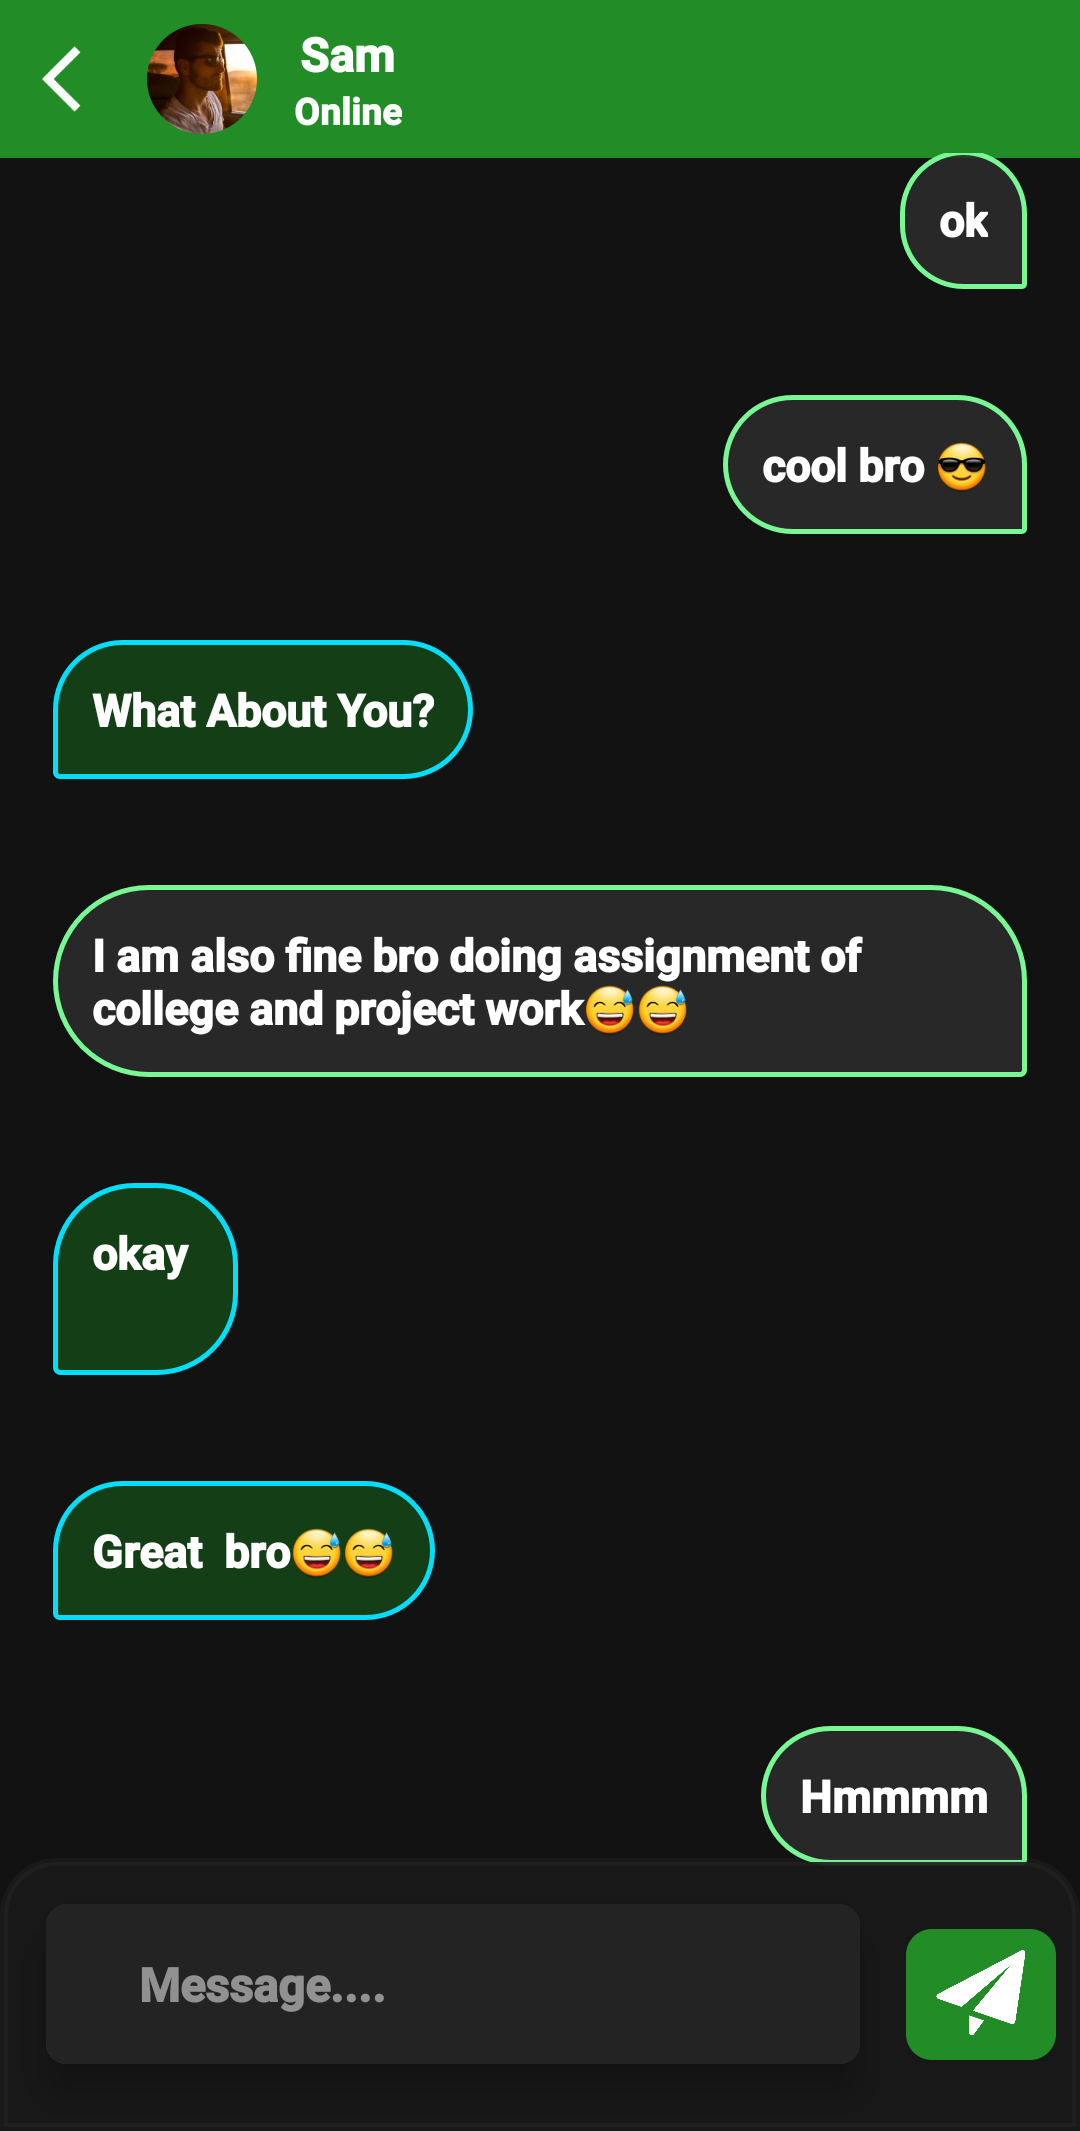 Sam
Online
ok
cool bro 😎
What About You?
I am also fine bro doing assignment of
college and project work😅😅
okay
Great  bro😅😅
Hmmmm
Message....